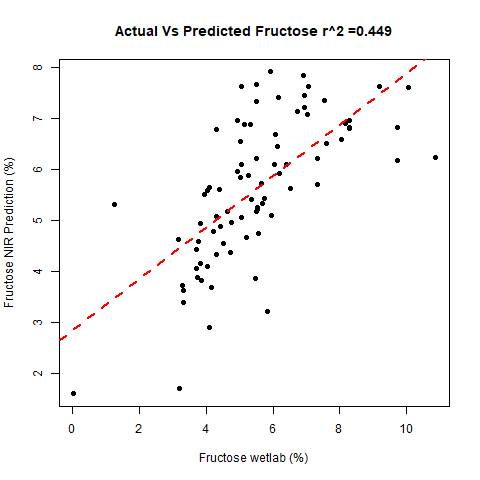 Actual Vs Predicted Fructose r^2 =0.449
Fructose NIR Prediction (%)
8
7
6
5
4
3
2
0 2 4 6 8 10
Fructose wetlab (%)